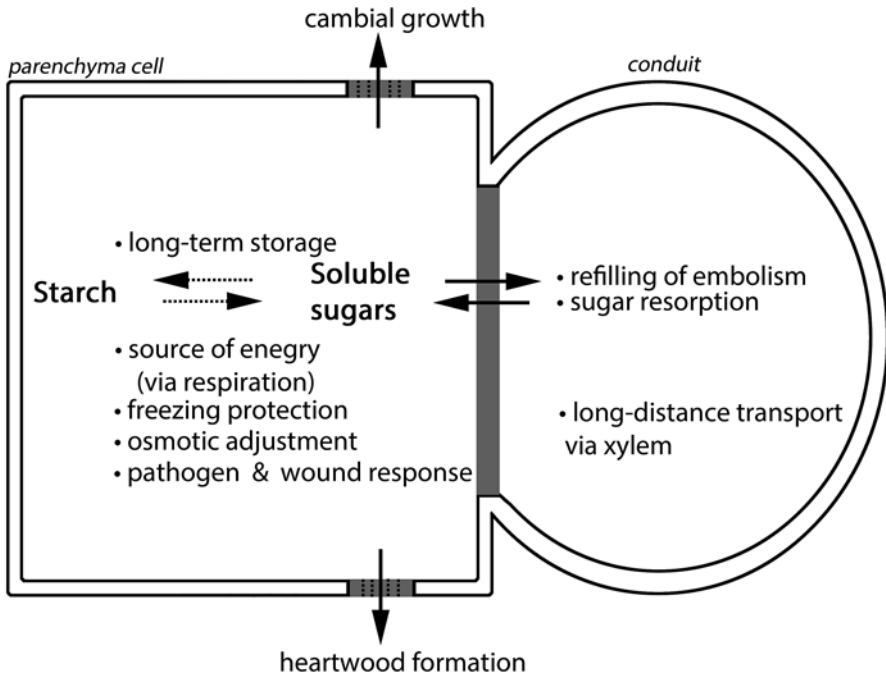 cambial growth
parenchyma cell
conduit
• long-term storage
Starch
Soluble
sugars
• refilling of embolism
• sugar resorption
• source of enegry
(via respiration)
• freezing protection
• osmotic adjustment
• pathogen & wound response
• long-distance transport
via xylem
heartwood formation